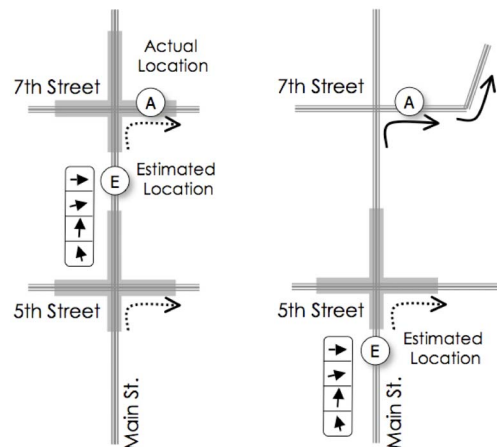 Actual
Location
7th Street
A
E
Estimated
Location
5th Street
Main St.
7th Street
A
5th Street
Estimated
Location
E
Main St.